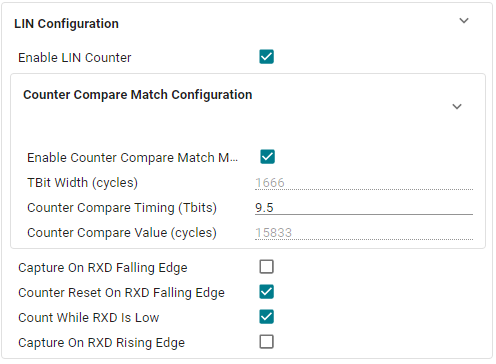 LIN Configuration
Enable LIN Counter
Counter Compare Match Configuration
Enable Counter Compare Match M...
TBit Width (cycles) 1666
Counter Compare Timing (Tbits) 9.5
Counter Compare Value (cycles) 15833
Capture On RXD Falling Edge
Counter Reset On RXD Falling Edge
Count While RXD Is Low
Capture On RXD Rising Edge